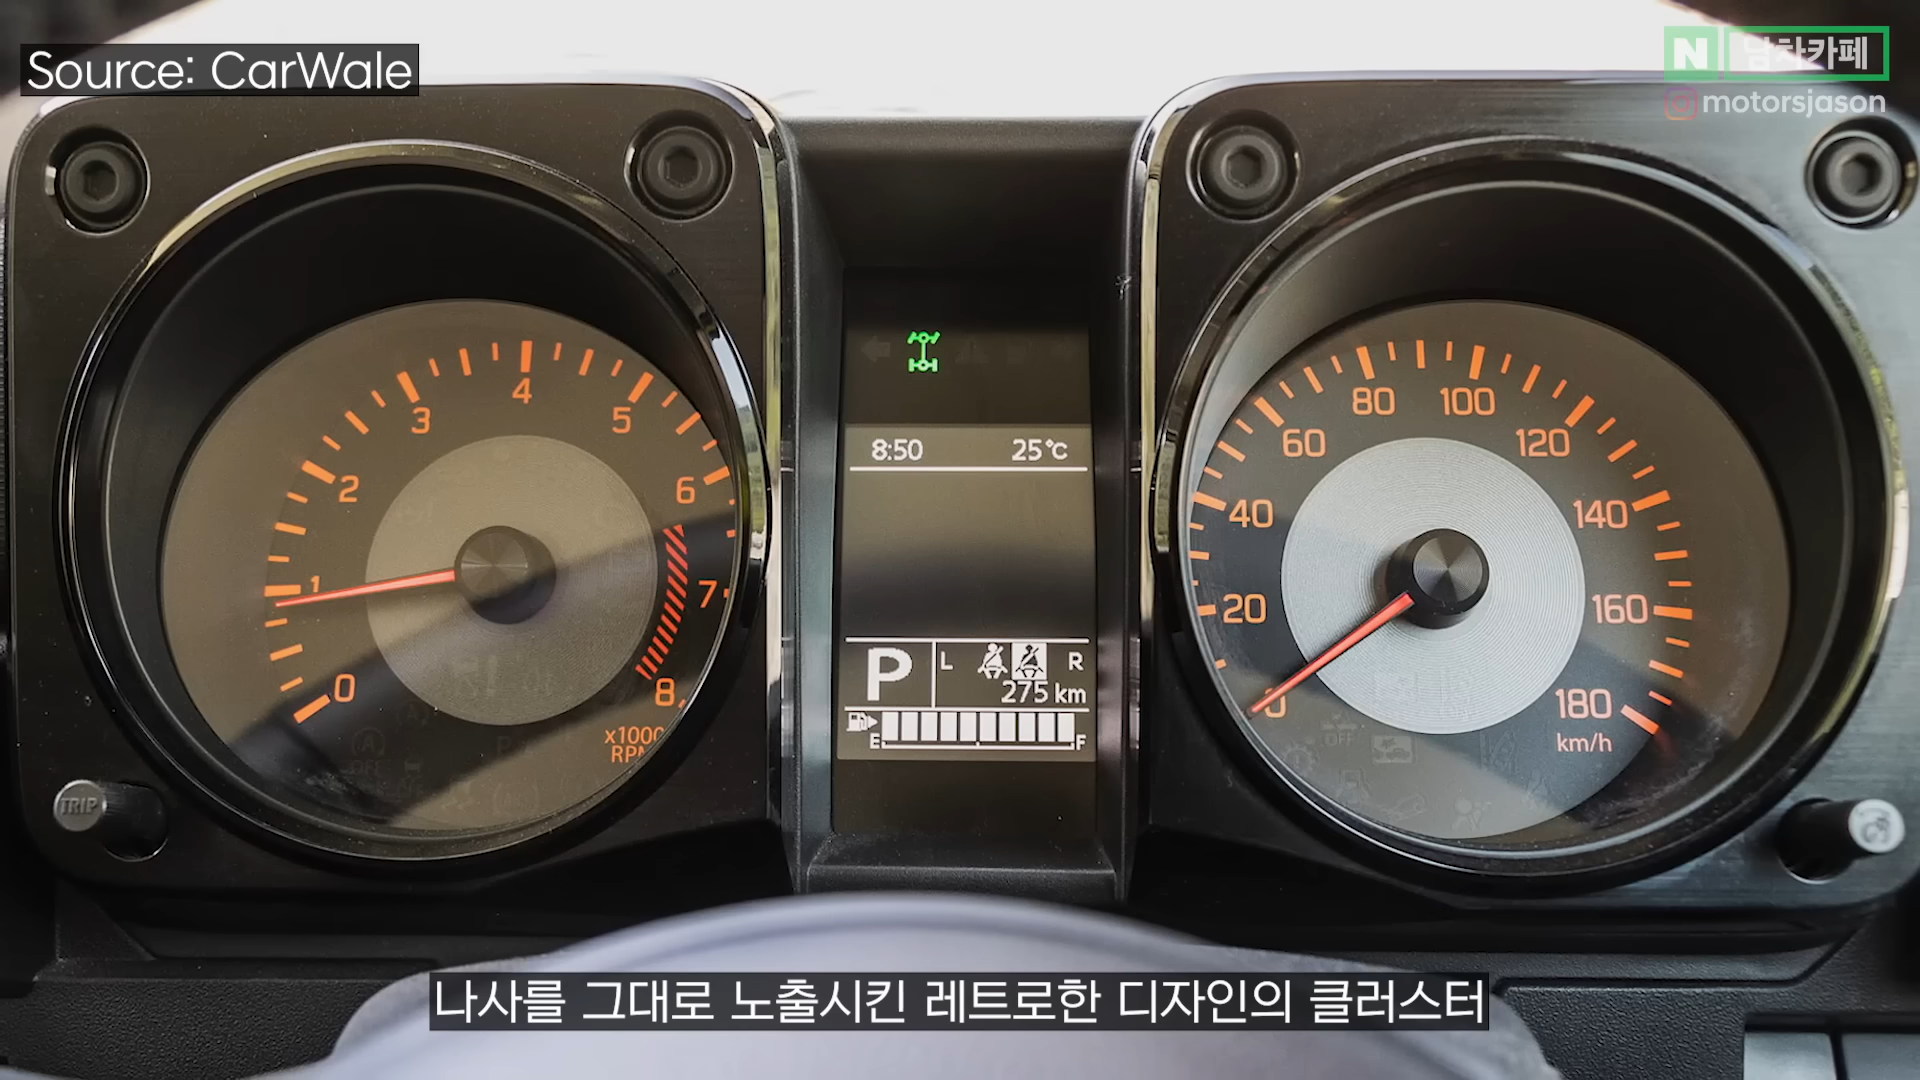 Source: CarWale
N 남차카페
motorsjason
4
3
5
2
6
1
7
0
8
x1000
RPM
TRIP
8:50 25°C
P L R
275 km
E F
80 100
60 120
40 140
20 160
0 180
km/h
나사를 그대로 노출시킨 레트로한 디자인의 클러스터